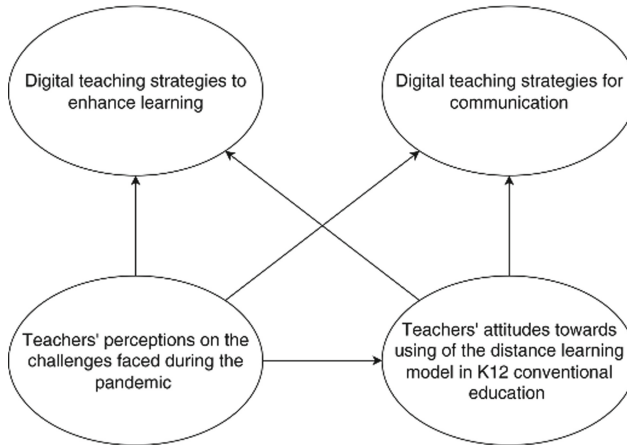 Digital teaching strategies to
enhance learning
Digital teaching strategies for
communication
Teachers' perceptions on the
challenges faced during the
pandemic
Teachers' attitudes towards
using of the distance learning
model in K12 conventional
education